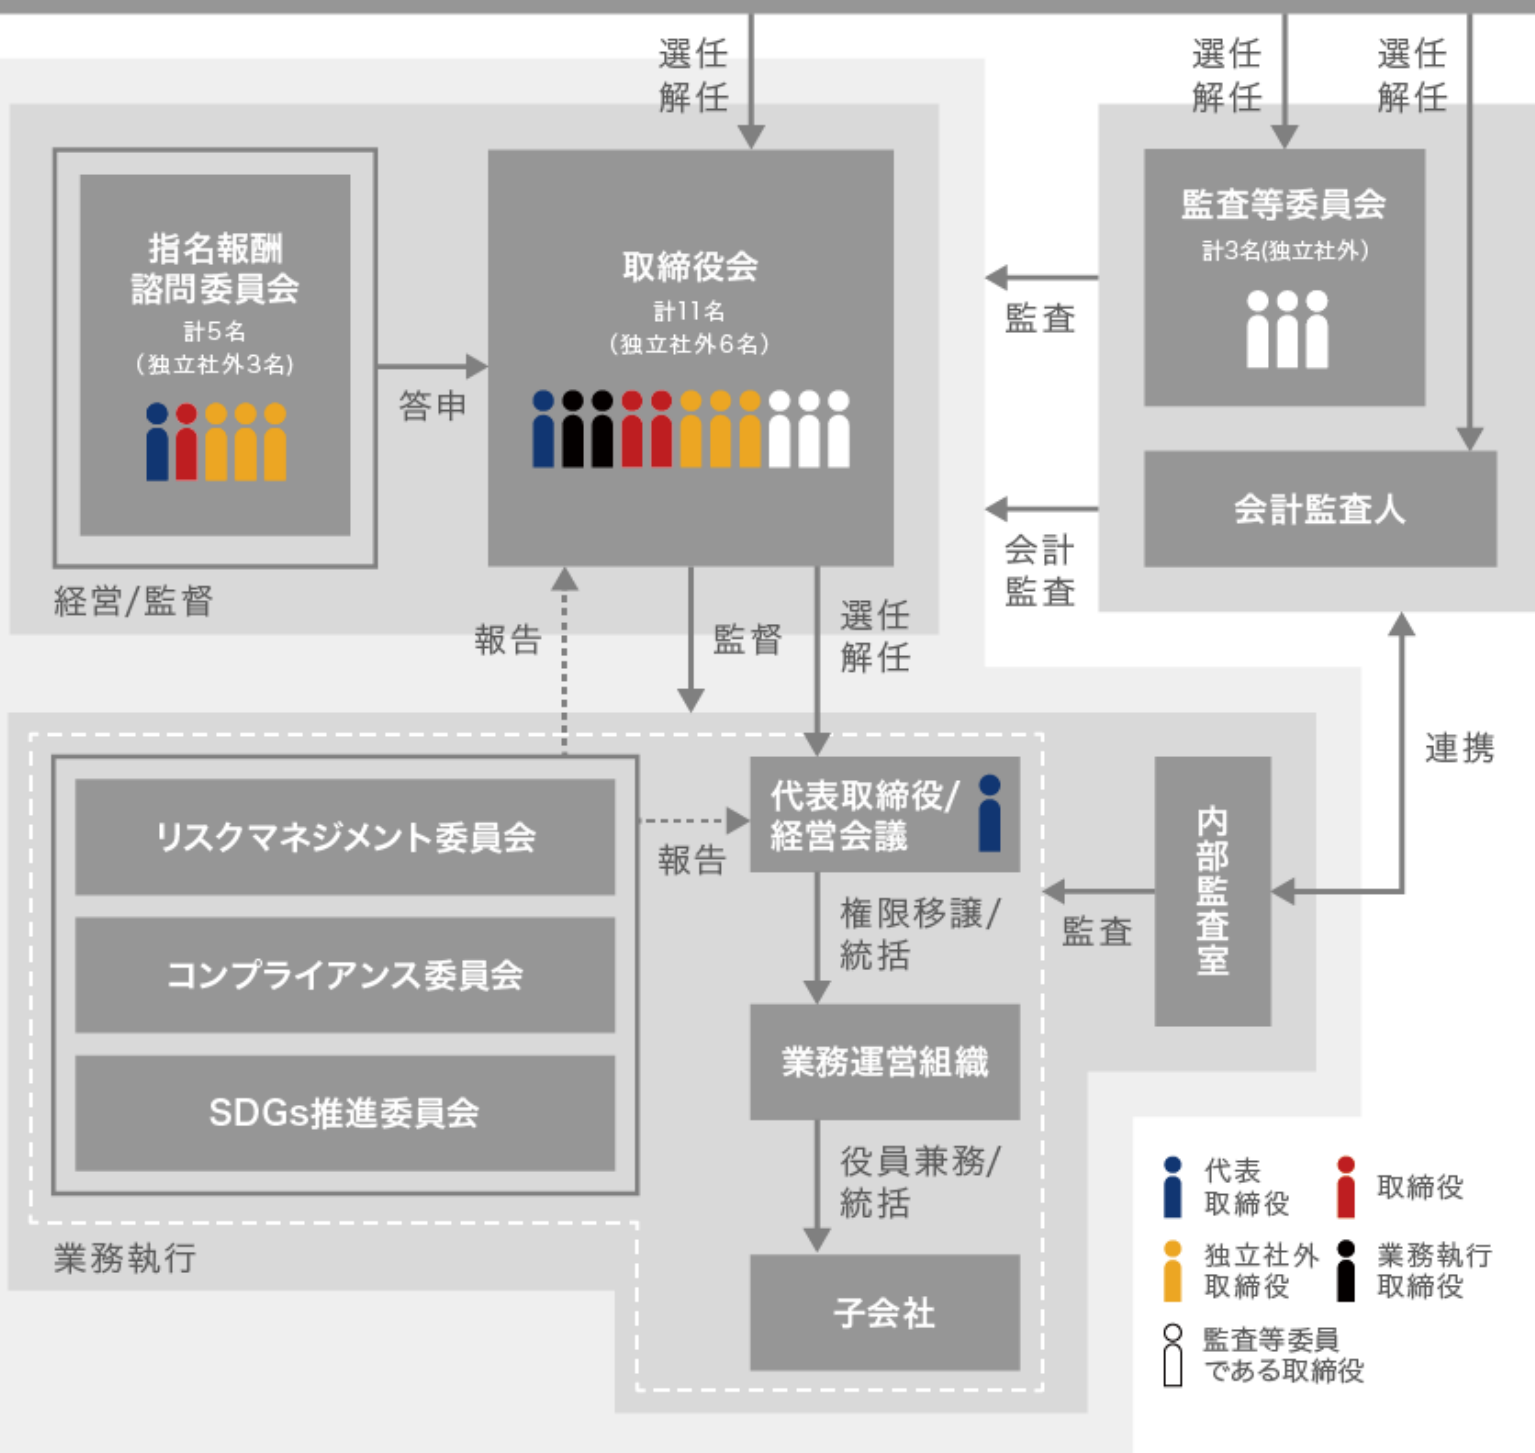 選任
解任
選任
解任
選任
解任
指名報酬
諮問委員会
計5名
（独立社外3名）
答申
取締役会
計11名
（独立社外6名）
監査等委員会
計3名(独立社外）
監査
会計監査人
会計
監査
経営/監督
報告
監督
選任
解任
連携
リスクマネジメント委員会
コンプライアンス委員会
SDGs推進委員会
報告
代表取締役/
経営会議
権限移譲/
統括
監査
内部監査室
業務運営組織
役員兼務/
統括
子会社
業務執行
代表
取締役
取締役
独立社外
取締役
業務執行
取締役
監査等委員
である取締役